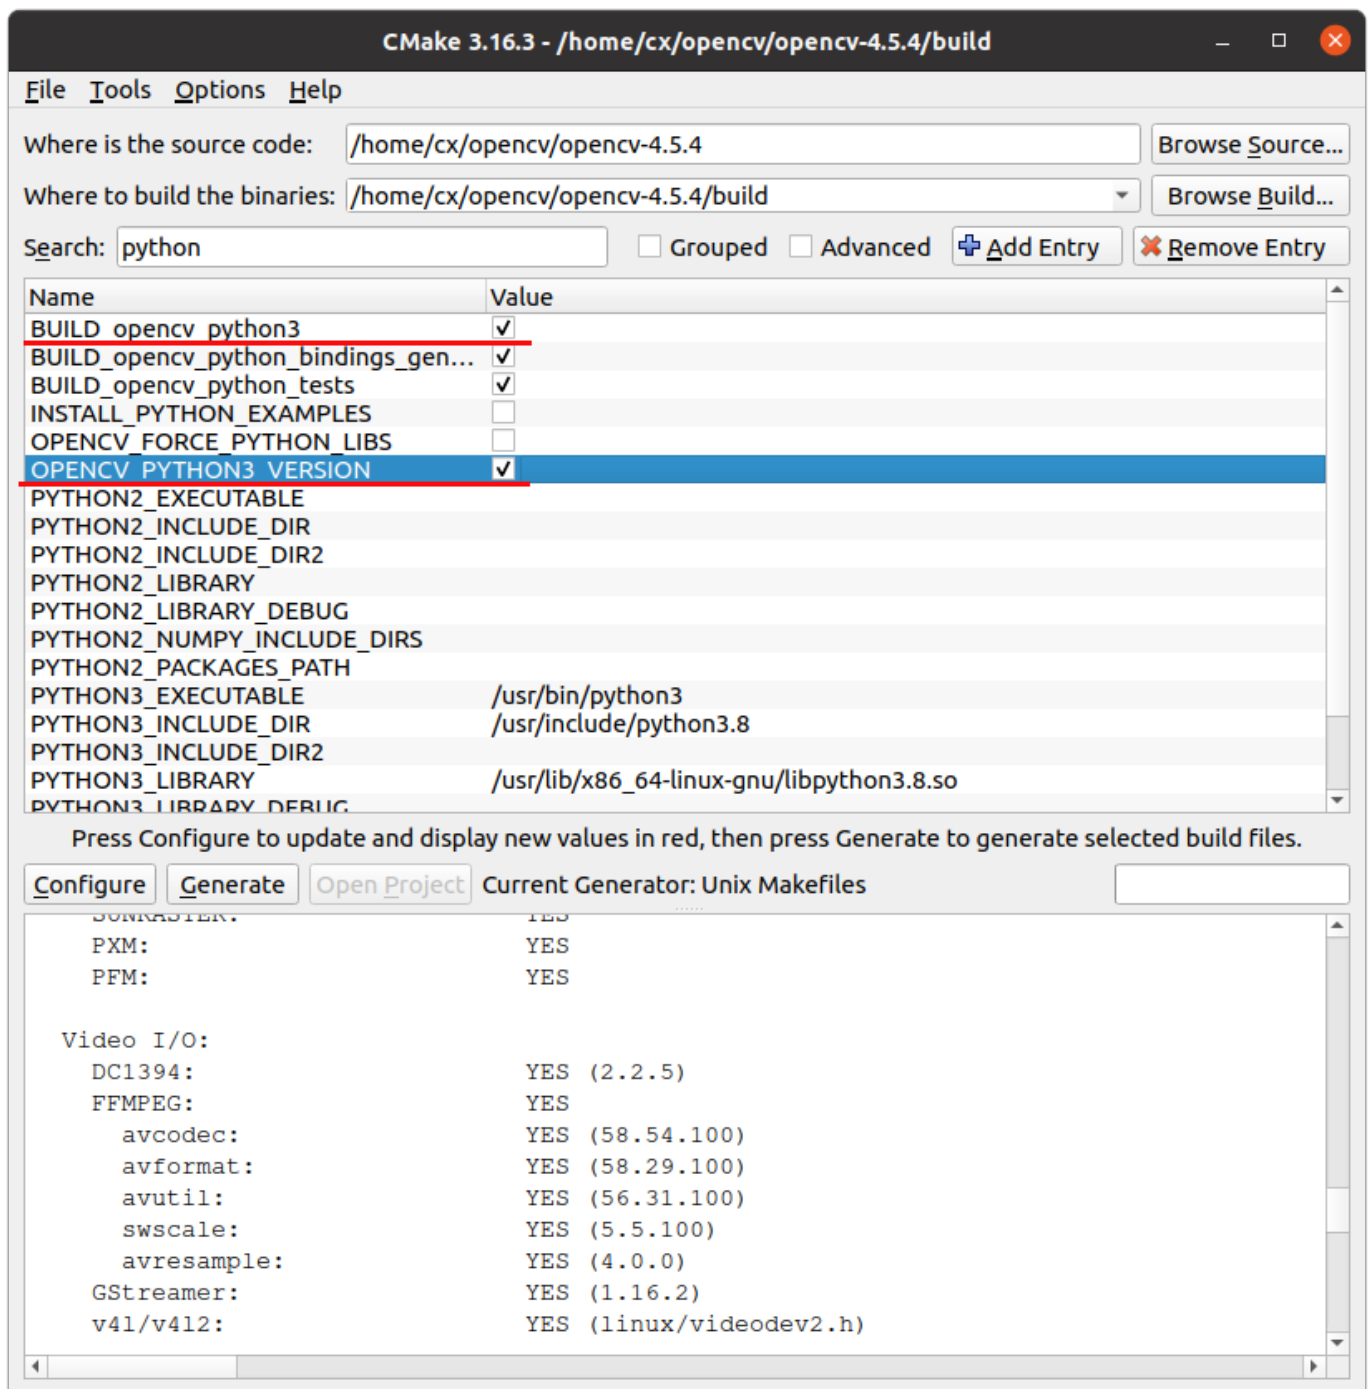 CMake 3.16.3 - /home/cx/opencv/opencv-4.5.4/build
File Tools Options Help
Where is the source code: /home/cx/opencv/opencv-4.5.4 Browse Source...
Where to build the binaries: /home/cx/opencv/opencv-4.5.4/build Browse Build...
Search: python Grouped Advanced Add Entry Remove Entry
Name Value
BUILD_opencv_python3
BUILD_opencv_python_bindings_gen...
BUILD_opencv_python_tests
INSTALL_PYTHON_EXAMPLES
OPENCV_FORCE_PYTHON_LIBS
OPENCV_PYTHON3_VERSION
PYTHON2_EXECUTABLE
PYTHON2_INCLUDE_DIR
PYTHON2_INCLUDE_DIR2
PYTHON2_LIBRARY
PYTHON2_LIBRARY_DEBUG
PYTHON2_NUMPY_INCLUDE_DIRS
PYTHON2_PACKAGES_PATH
PYTHON3_EXECUTABLE /usr/bin/python3
PYTHON3_INCLUDE_DIR /usr/include/python3.8
PYTHON3_INCLUDE_DIR2
PYTHON3_LIBRARY /usr/lib/x86_64-linux-gnu/libpython3.8.so
PYTHON3_LIBRARY_DEBUG
Press Configure to update and display new values in red, then press Generate to generate selected build files.
Configure Generate Open Project Current Generator: Unix Makefiles
SUNRASTER: YES
PXM: YES
PFM: YES
Video I/O:
DC1394: YES (2.2.5)
FFMPEG: YES
avcodec: YES (58.54.100)
avformat: YES (58.29.100)
avutil: YES (56.31.100)
swscale: YES (5.5.100)
avresample: YES (4.0.0)
GStreamer: YES (1.16.2)
v4l/v4l2: YES (linux/videodev2.h)